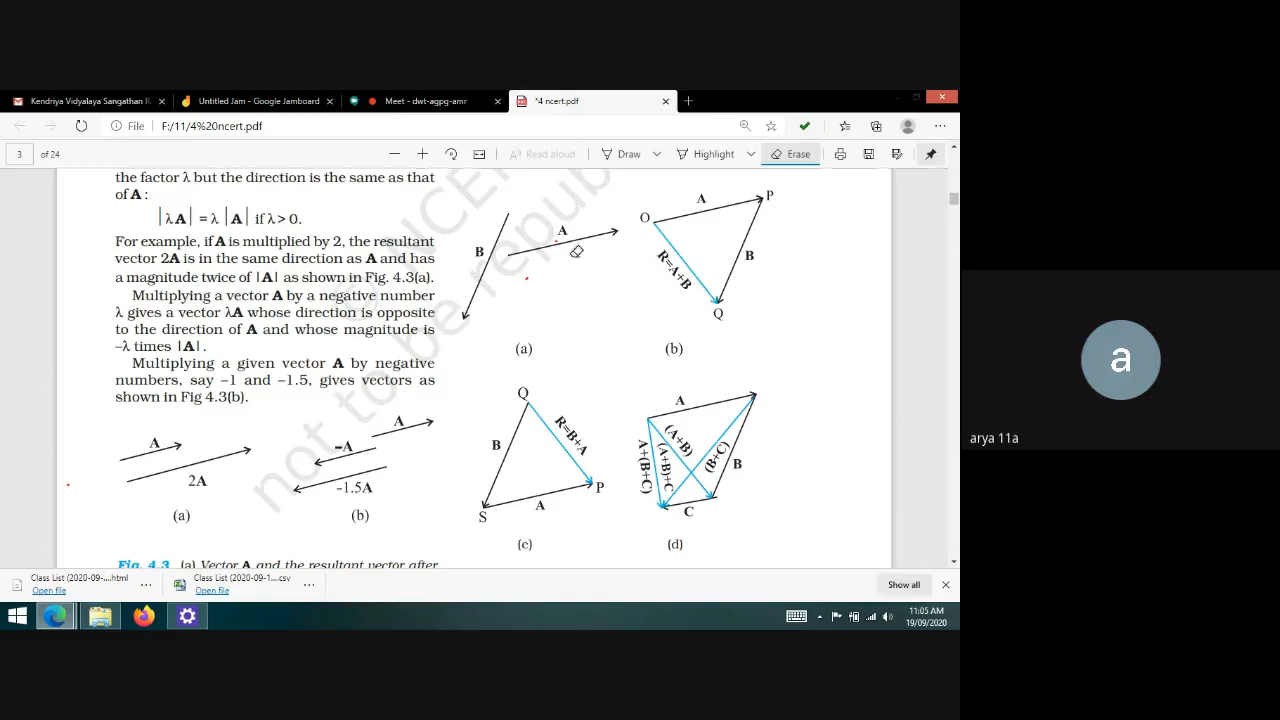 Kendriya Vidyalaya Sangathan R
Untitled Jam - Google Jamboard
Meet - dwt-agpg-amr
*4 ncert.pdf
File
F:/11/4%20ncert.pdf
3
of 24
Read aloud
Draw
Highlight
Erase
the factor λ but the direction is the same as that
of A :
|λ A| = λ |A| if λ > 0.
For example, if A is multiplied by 2, the resultant
vector 2A is in the same direction as A and has
a magnitude twice of |A| as shown in Fig. 4.3(a).
Multiplying a vector A by a negative number
λ gives a vector λA whose direction is opposite
to the direction of A and whose magnitude is
–λ times |A|.
Multiplying a given vector A by negative
numbers, say –1 and –1.5, gives vectors as
shown in Fig 4.3(b).
A
2A
(a)
A
–A
-1.5A
(b)
Fig. 4.3 (a) Vector A and the resultant vector after
B
A
(a)
O
A
P
B
R=A+B
Q
(b)
Q
B
R=B+A
P
S
A
(c)
A
(A+B)
(B+C)
A+(B+C)
(A+B)+C
B
C
(d)
not to be repub
Class List (2020-09-....html
Open file
Class List (2020-09-1....csv
Open file
Show all
11:05 AM
19/09/2020
a
arya 11a